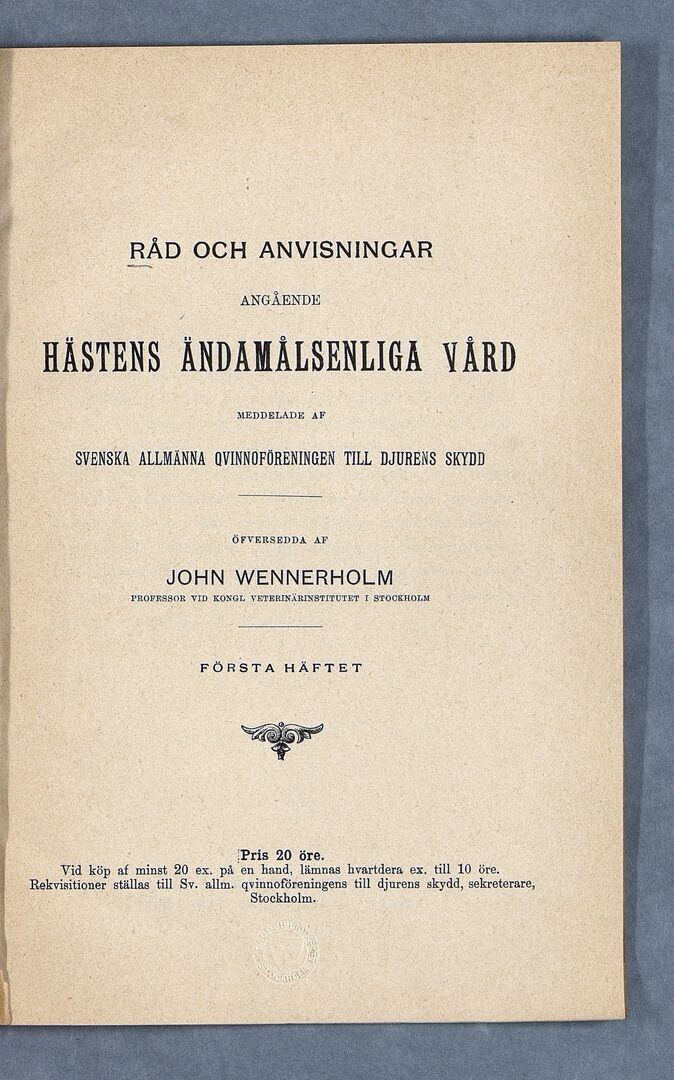 RÅD OCH ANVISNINGAR
ANGÅENDE
HÄSTENS ÄNDAMÅLSENLIGA VÅRD
MEDDELADE AF
SVENSKA ALLMÄNNA QVINNOFÖRENINGEN TILL DJURENS SKYDD
ÖFVERSEDDA AF
JOHN WENNERHOLM
PROFESSOR VID KONGL. VETERINÄRINSTITUTET I STOCKHOLM
FÖRSTA HÄFTET
Pris 20 öre.
Vid köp af minst 20 ex. på en hand, lämnas hvartdera ex. till 10 öre.
Rekvisitioner ställas till Sv. allm. qvinnoföreningens till djurens skydd, sekreterare,
Stockholm.